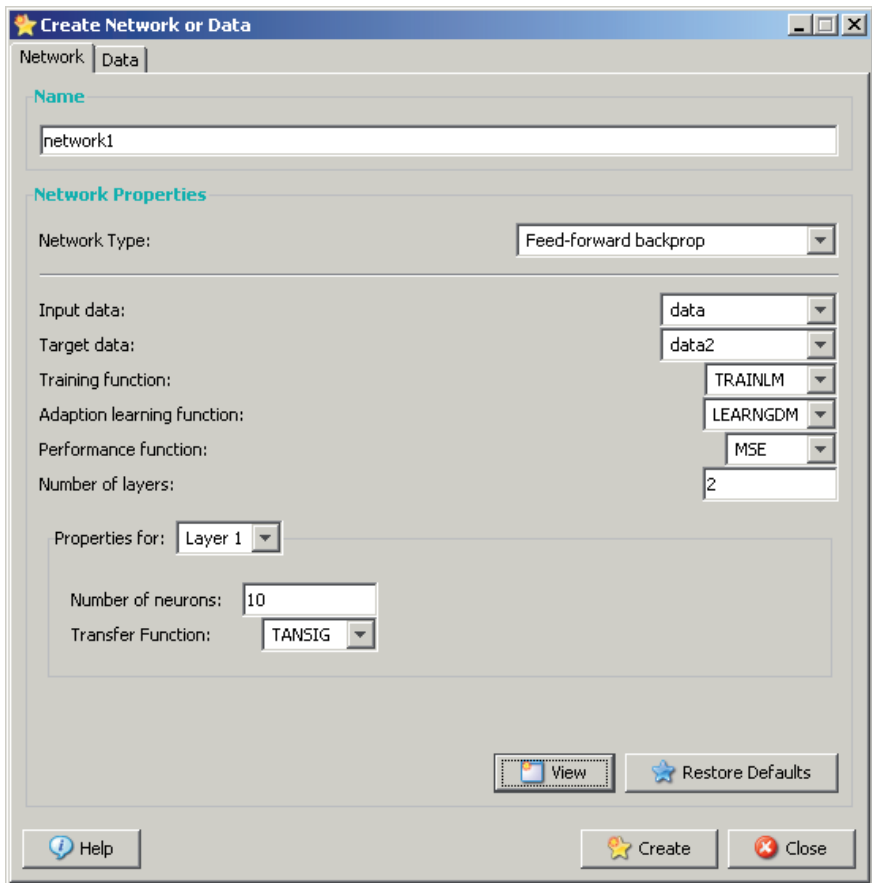 Create Network or Data
Network Data
Name
network1
Network Properties
Network Type: Feed-forward backprop
Input data: data
Target data: data2
Training function: TRAINLM
Adaption learning function: LEARNGDM
Performance function: MSE
Number of layers: 2
Properties for: Layer 1
Number of neurons: 10
Transfer Function: TANSIG
View Restore Defaults
Help Create Close